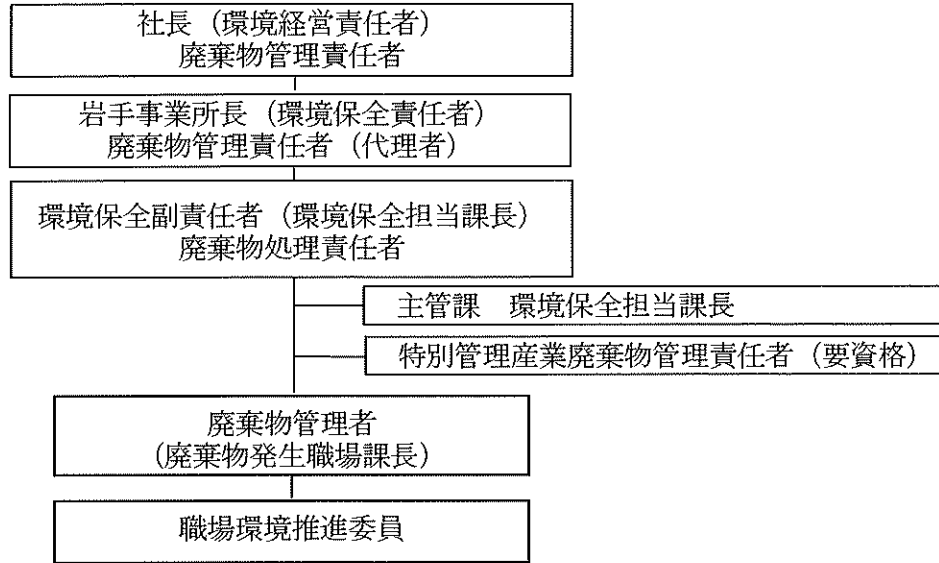 社長（環境経営責任者）
廃棄物管理責任者
岩手事業所長（環境保全責任者）
廃棄物管理責任者（代理者）
環境保全副責任者（環境保全担当課長）
廃棄物処理責任者
主管課　環境保全担当課長
特別管理産業廃棄物管理責任者（要資格）
廃棄物管理者
（廃棄物発生職場課長）
職場環境推進委員